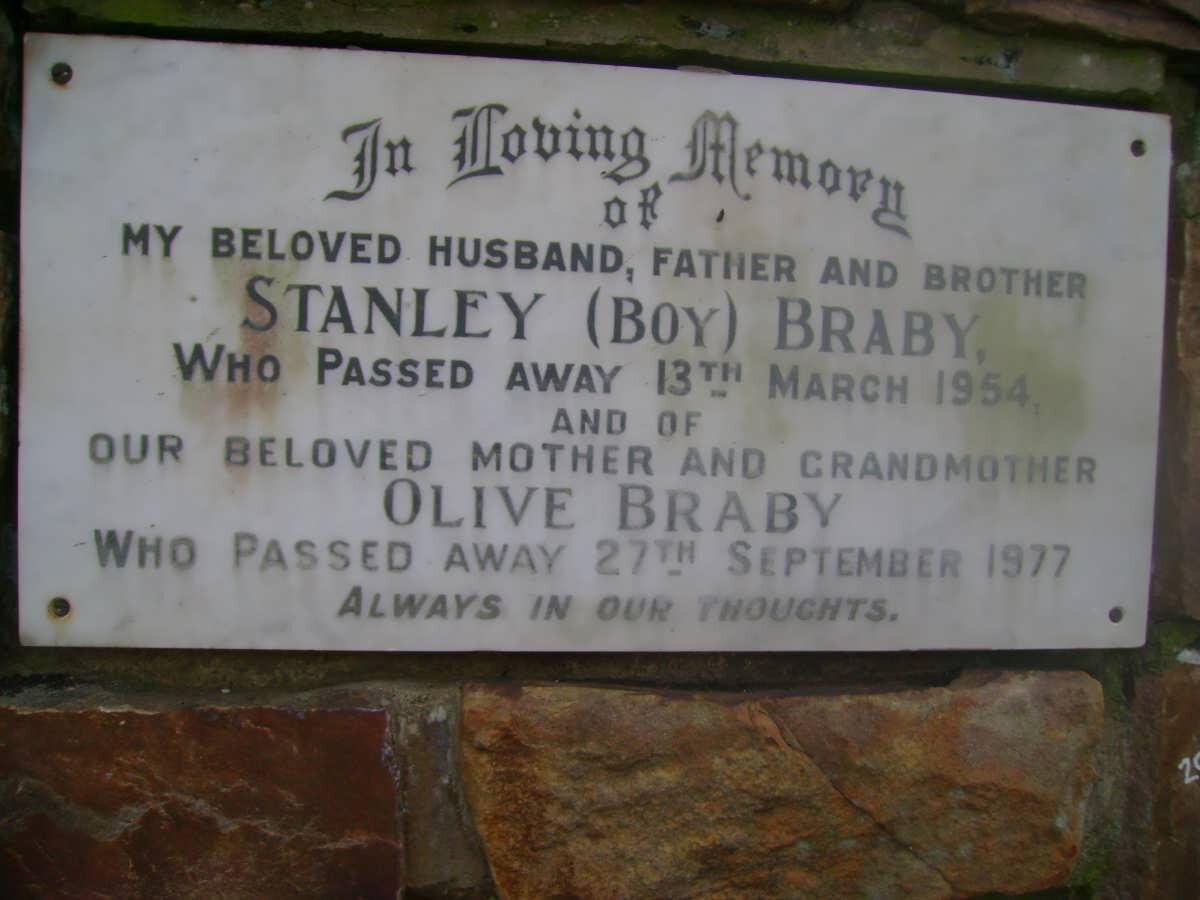 In Loving Memory
of
MY BELOVED HUSBAND, FATHER AND BROTHER
STANLEY (BOY) BRABY,
WHO PASSED AWAY 13TH MARCH 1954,
AND OF
OUR BELOVED MOTHER AND GRANDMOTHER
OLIVE BRABY
WHO PASSED AWAY 27TH SEPTEMBER 1977
ALWAYS IN OUR THOUGHTS.